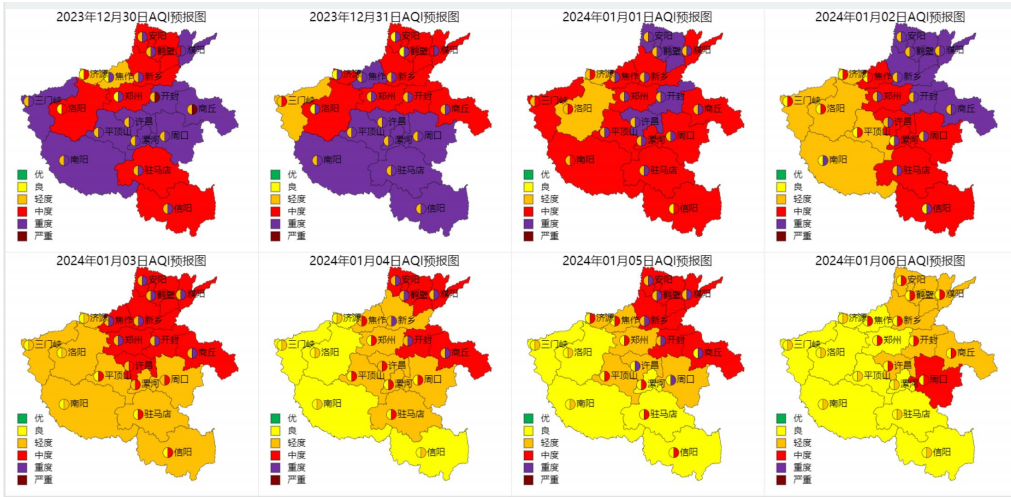 2023年12月30日AQI预报图
安阳
鹤壁
濮阳
济源
焦作
新乡
三门峡
洛阳
郑州
开封
商丘
许昌
平顶山
漯河
周口
南阳
驻马店
信阳
优
良
轻度
中度
重度
严重
2023年12月31日AQI预报图
安阳
鹤壁
濮阳
济源
焦作
新乡
三门峡
洛阳
郑州
开封
商丘
许昌
平顶山
漯河
周口
南阳
驻马店
信阳
优
良
轻度
中度
重度
严重
2024年01月01日AQI预报图
安阳
鹤壁
濮阳
济源
焦作
新乡
三门峡
洛阳
郑州
开封
商丘
许昌
平顶山
漯河
周口
南阳
驻马店
信阳
优
良
轻度
中度
重度
严重
2024年01月02日AQI预报图
安阳
鹤壁
濮阳
济源
焦作
新乡
三门峡
洛阳
郑州
开封
商丘
许昌
平顶山
漯河
周口
南阳
驻马店
信阳
优
良
轻度
中度
重度
严重
2024年01月03日AQI预报图
安阳
鹤壁
濮阳
济源
焦作
新乡
三门峡
洛阳
郑州
开封
商丘
许昌
平顶山
漯河
周口
南阳
驻马店
信阳
优
良
轻度
中度
重度
严重
2024年01月04日AQI预报图
安阳
鹤壁
濮阳
济源
焦作
新乡
三门峡
洛阳
郑州
开封
商丘
许昌
平顶山
漯河
周口
南阳
驻马店
信阳
优
良
轻度
中度
重度
严重
2024年01月05日AQI预报图
安阳
鹤壁
濮阳
济源
焦作
新乡
三门峡
洛阳
郑州
开封
商丘
许昌
平顶山
漯河
周口
南阳
驻马店
信阳
优
良
轻度
中度
重度
严重
2024年01月06日AQI预报图
安阳
鹤壁
濮阳
济源
焦作
新乡
三门峡
洛阳
郑州
开封
商丘
许昌
平顶山
漯河
周口
南阳
驻马店
信阳
优
良
轻度
中度
重度
严重